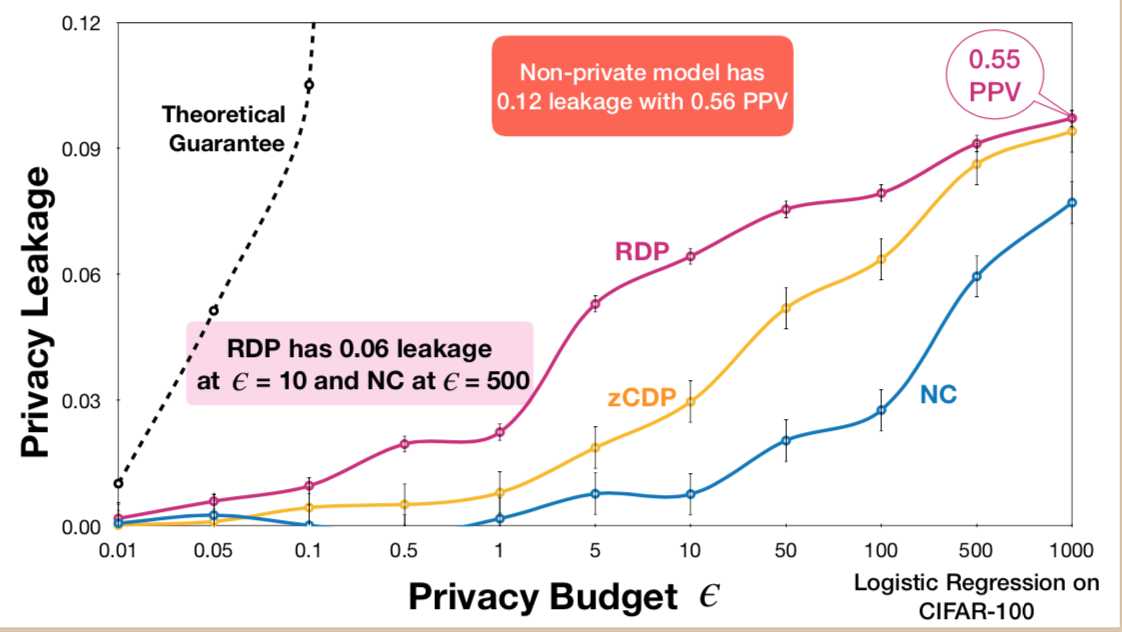 0.12
0.09
0.06
0.03
0.00
Privacy Leakage
Theoretical
Guarantee
Non-private model has
0.12 leakage with 0.56 PPV
0.55
PPV
RDP
RDP has 0.06 leakage
at ϵ = 10 and NC at ϵ = 500
zCDP
NC
0.01 0.05 0.1 0.5 1 5 10 50 100 500 1000
Privacy Budget ϵ
Logistic Regression on
CIFAR-100